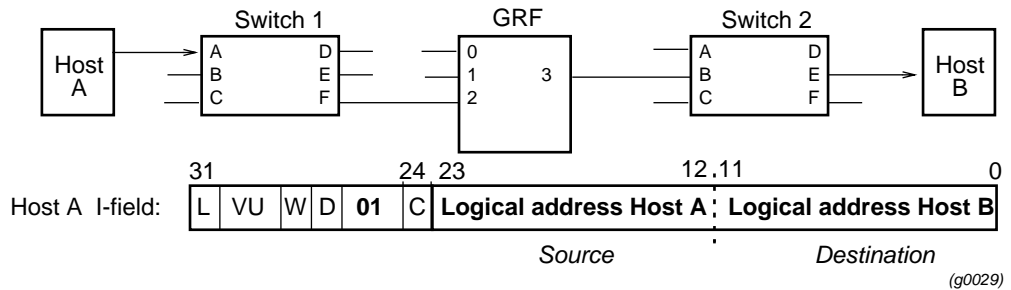 Switch 1 GRF Switch 2
Host A
A D
B E
C F
0
1 3
2
A D
B E
C F
Host B
31 24 23 12 11 0
Host A I-field: L VU W D 01 C Logical address Host A Logical address Host B
Source Destination
(g0029)